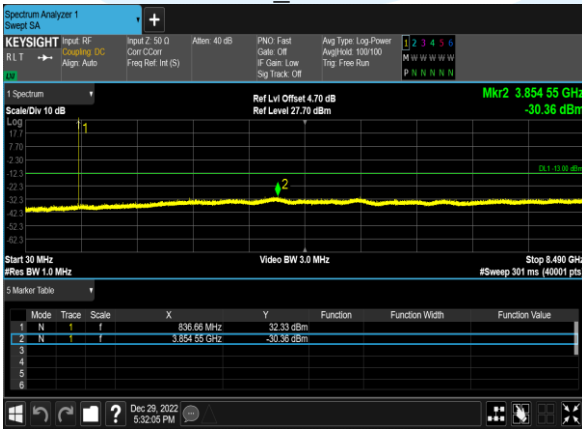 Spectrum Analyzer 1
Swept SA
+
KEYSIGHT Input: RF Input Z: 50 Ω Atten: 40 dB PNO: Fast Avg Type: Log-Power 1 2 3 4 5 6
RLT Coupling: DC Corr CCorr Gate: Off Avg|Hold: 100/100 M W W W W W
Align: Auto Freq Ref: Int (S) IF Gain: Low Trig: Free Run
LU Sig Track: Off P N N N N N
1 Spectrum Ref Lvl Offset 4.70 dB Mkr2 3.854 55 GHz
Scale/Div 10 dB Ref Level 27.70 dBm -30.36 dBm
Log
1
17.7
7.70
-2.30
DL1 -13.00 dBm
-12.3
2
-22.3
-32.3
-42.3
-52.3
-62.3
Start 30 MHz Video BW 3.0 MHz Stop 8.490 GHz
#Res BW 1.0 MHz #Sweep 301 ms (40001 pts
5 Marker Table
Mode Trace Scale X Y Function Function Width Function Value
1 N 1 f 836.66 MHz 32.33 dBm
2 N 1 f 3.854 55 GHz -30.36 dBm
3
4
5
6
? Dec 29, 2022
5:32:05 PM